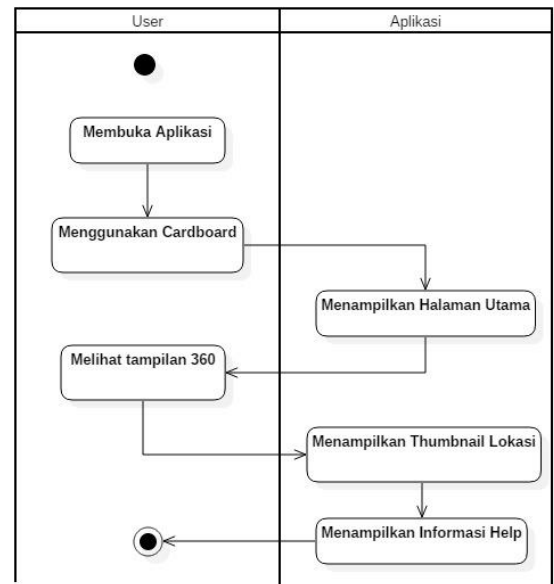 User
Aplikasi
Membuka Aplikasi
Menggunakan Cardboard
Menampilkan Halaman Utama
Melihat tampilan 360
Menampilkan Thumbnail Lokasi
Menampilkan Informasi Help